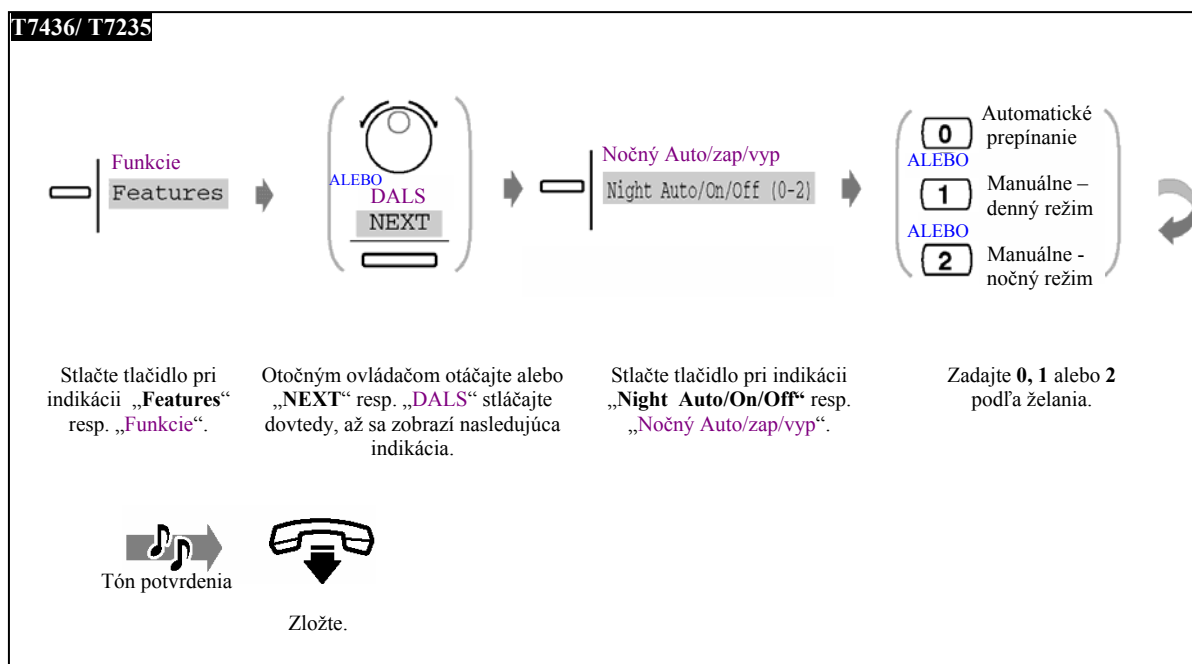 T7436/ T7235
Funkcie
Features
ALEBO
DALS
NEXT
Nočný Auto/zap/vyp
Night Auto/On/Off (0-2)
0
Automatické
prepínanie
ALEBO
1
Manuálne –
denný režim
ALEBO
2
Manuálne -
nočný režim
Stlačte tlačidlo pri
indikácii „Features“
resp. „Funkcie“.
Otočným ovládačom otáčajte alebo
„NEXT“ resp. „DALS“ stláčajte
dovtedy, až sa zobrazí nasledujúca
indikácia.
Stlačte tlačidlo pri indikácii
„Night Auto/On/Off“ resp.
„Nočný Auto/zap/vyp“.
Zadajte 0, 1 alebo 2
podľa želania.
Tón potvrdenia
Zložte.